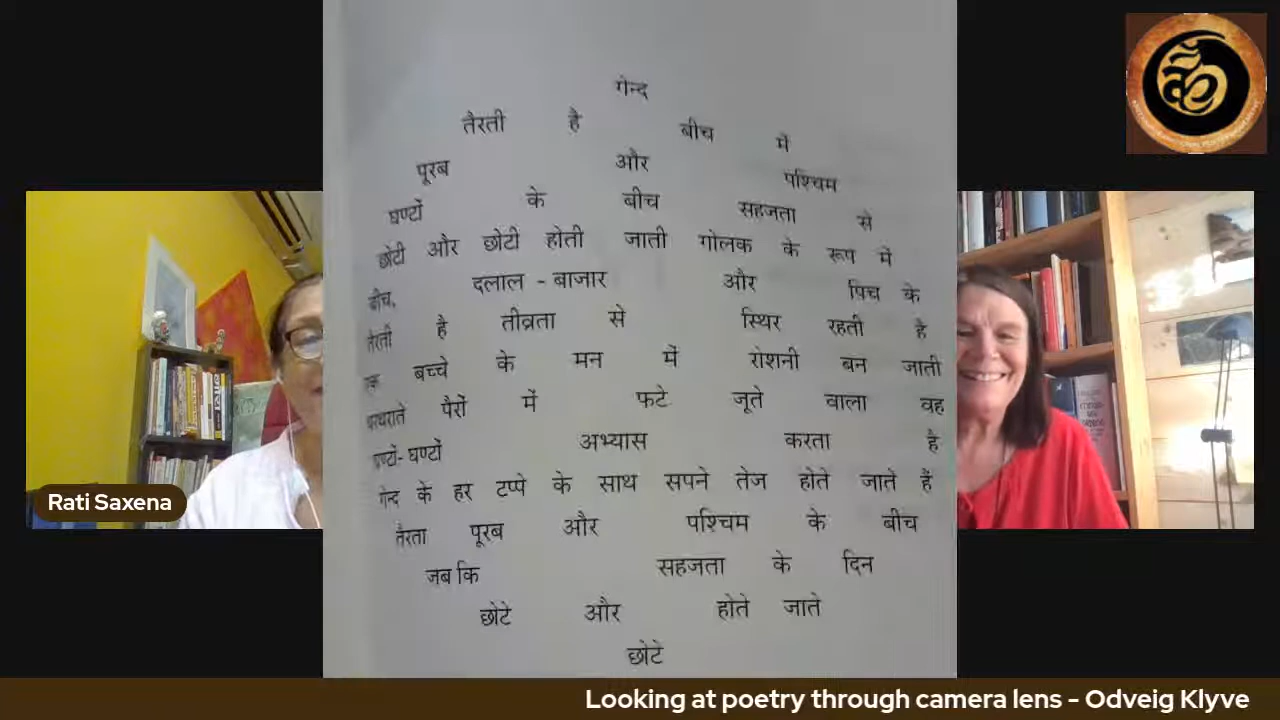 गेन्द
तैरती है बीच में
पूरब और पश्चिम
घण्टों के बीच सहजता से
छोटी और छोटी होती जाती गोलक के रूप में
बीच, दलाल - बाजार और पिच के
तैरती है तीव्रता से स्थिर रहती है
एक बच्चे के मन में रोशनी बन जाती
थरथराते पैरों में फटे जूते वाला वह
घण्टों- घण्टों अभ्यास करता है
गेन्द के हर टप्पे के साथ सपने तेज होते जाते हैं
तैरता पूरब और पश्चिम के बीच
जब कि सहजता के दिन
छोटे और होते जाते
छोटे
Rati Saxena
Looking at poetry through camera lens - Odveig Klyve